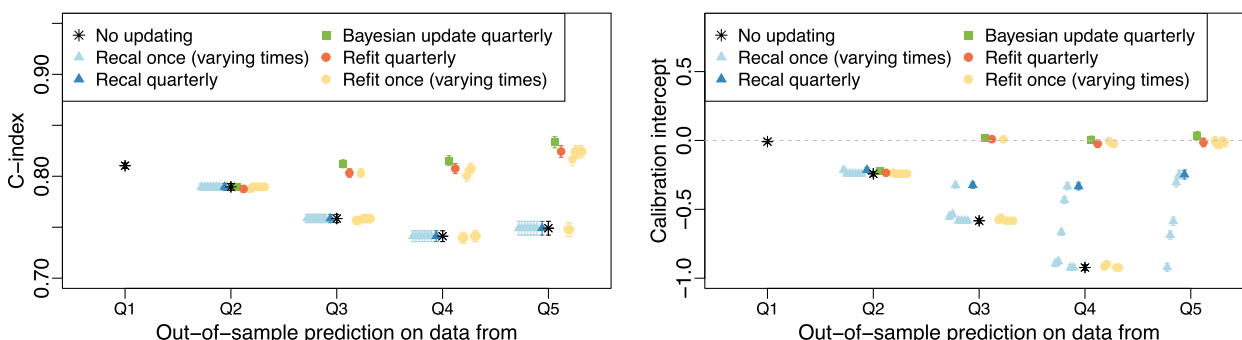 No updating
Bayesian update quarterly
Recal once (varying times)
Refit quarterly
Recal quarterly
Refit once (varying times)
C−index
0.90
0.80
0.70
Q1 Q2 Q3 Q4 Q5
Out−of−sample prediction on data from
No updating
Bayesian update quarterly
Recal once (varying times)
Refit quarterly
Recal quarterly
Refit once (varying times)
Calibration intercept
0.5
0.0
−0.5
−1.0
Q1 Q2 Q3 Q4 Q5
Out−of−sample prediction on data from